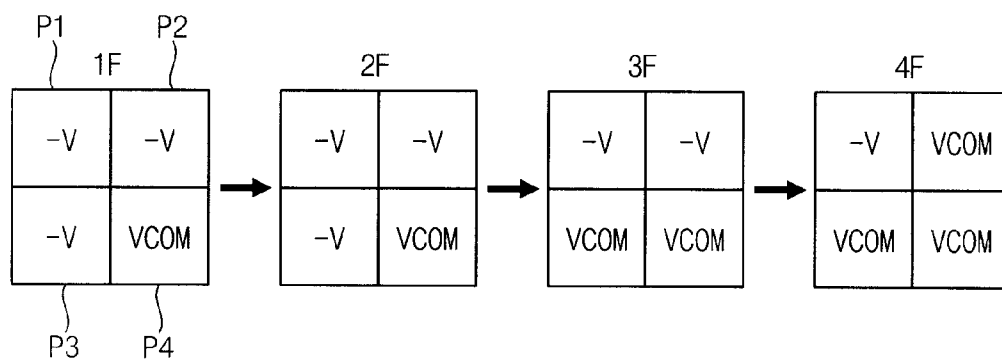 P1 P2
1F 2F 3F 4F
-V -V -V -V -V -V -V VCOM
-V VCOM -V VCOM VCOM VCOM VCOM VCOM
P3 P4